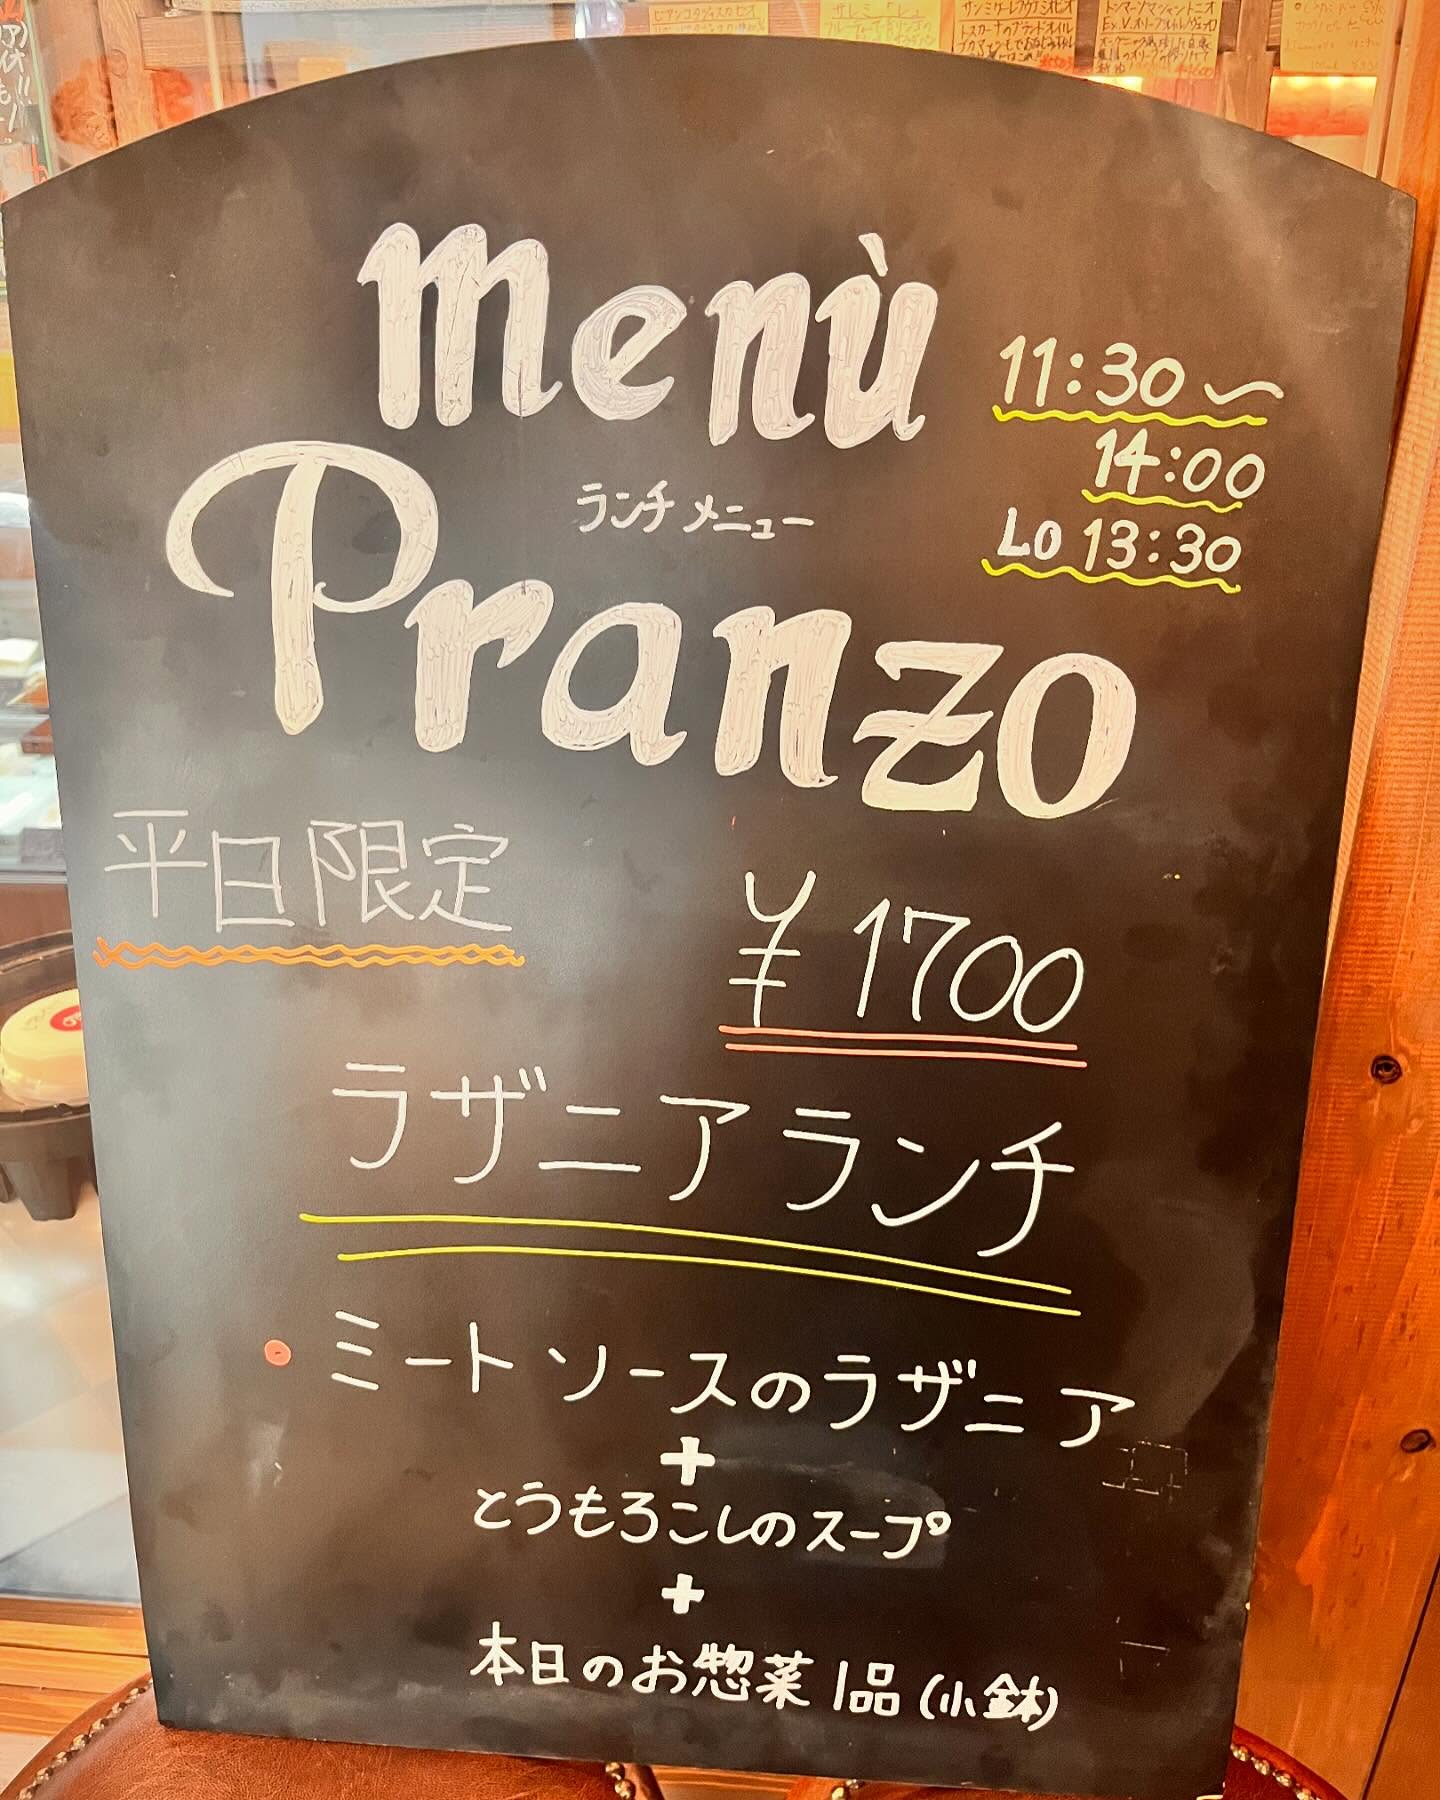 menù
11:30〜
14:00
LO 13:30
ランチメニュー
Pranzo
平日限定
¥1700
ラザニアランチ
• ミートソースのラザニア
+
とうもろこしのスープ
+
本日のお惣菜1品(小鉢)